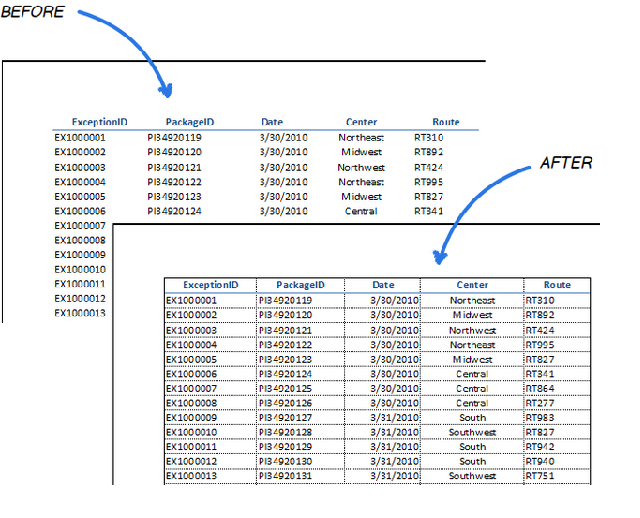 BEFORE
ExceptionID PackageID Date Center Route
EX1000001 PI34920119 3/30/2010 Northeast RT310
EX1000002 PI34920120 3/30/2010 Midwest RT892
EX1000003 PI34920121 3/30/2010 Northwest RT424
EX1000004 PI34920122 3/30/2010 Northeast RT995
EX1000005 PI34920123 3/30/2010 Midwest RT827
EX1000006 PI34920124 3/30/2010 Central RT341
EX1000007
EX1000008
EX1000009
EX1000010
EX1000011
EX1000012
EX1000013
AFTER
ExceptionID PackageID Date Center Route
EX1000001 PI34920119 3/30/2010 Northeast RT310
EX1000002 PI34920120 3/30/2010 Midwest RT892
EX1000003 PI34920121 3/30/2010 Northwest RT424
EX1000004 PI34920122 3/30/2010 Northeast RT995
EX1000005 PI34920123 3/30/2010 Midwest RT827
EX1000006 PI34920124 3/30/2010 Central RT341
EX1000007 PI34920125 3/30/2010 Central RT864
EX1000008 PI34920126 3/30/2010 Central RT277
EX1000009 PI34920127 3/31/2010 South RT983
EX1000010 PI34920128 3/31/2010 Southwest RT827
EX1000011 PI34920129 3/31/2010 South RT942
EX1000012 PI34920130 3/31/2010 South RT940
EX1000013 PI34920131 3/31/2010 Southwest RT751